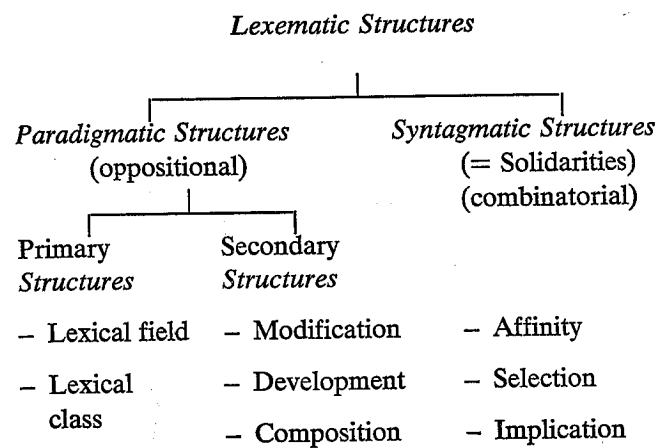 Lexematic Structures
Paradigmatic Structures
(oppositional)
Syntagmatic Structures
(= Solidarities)
(combinatorial)
Primary
Structures
– Lexical field
– Lexical
class
Secondary
Structures
– Modification
– Development
– Composition
– Affinity
– Selection
– Implication